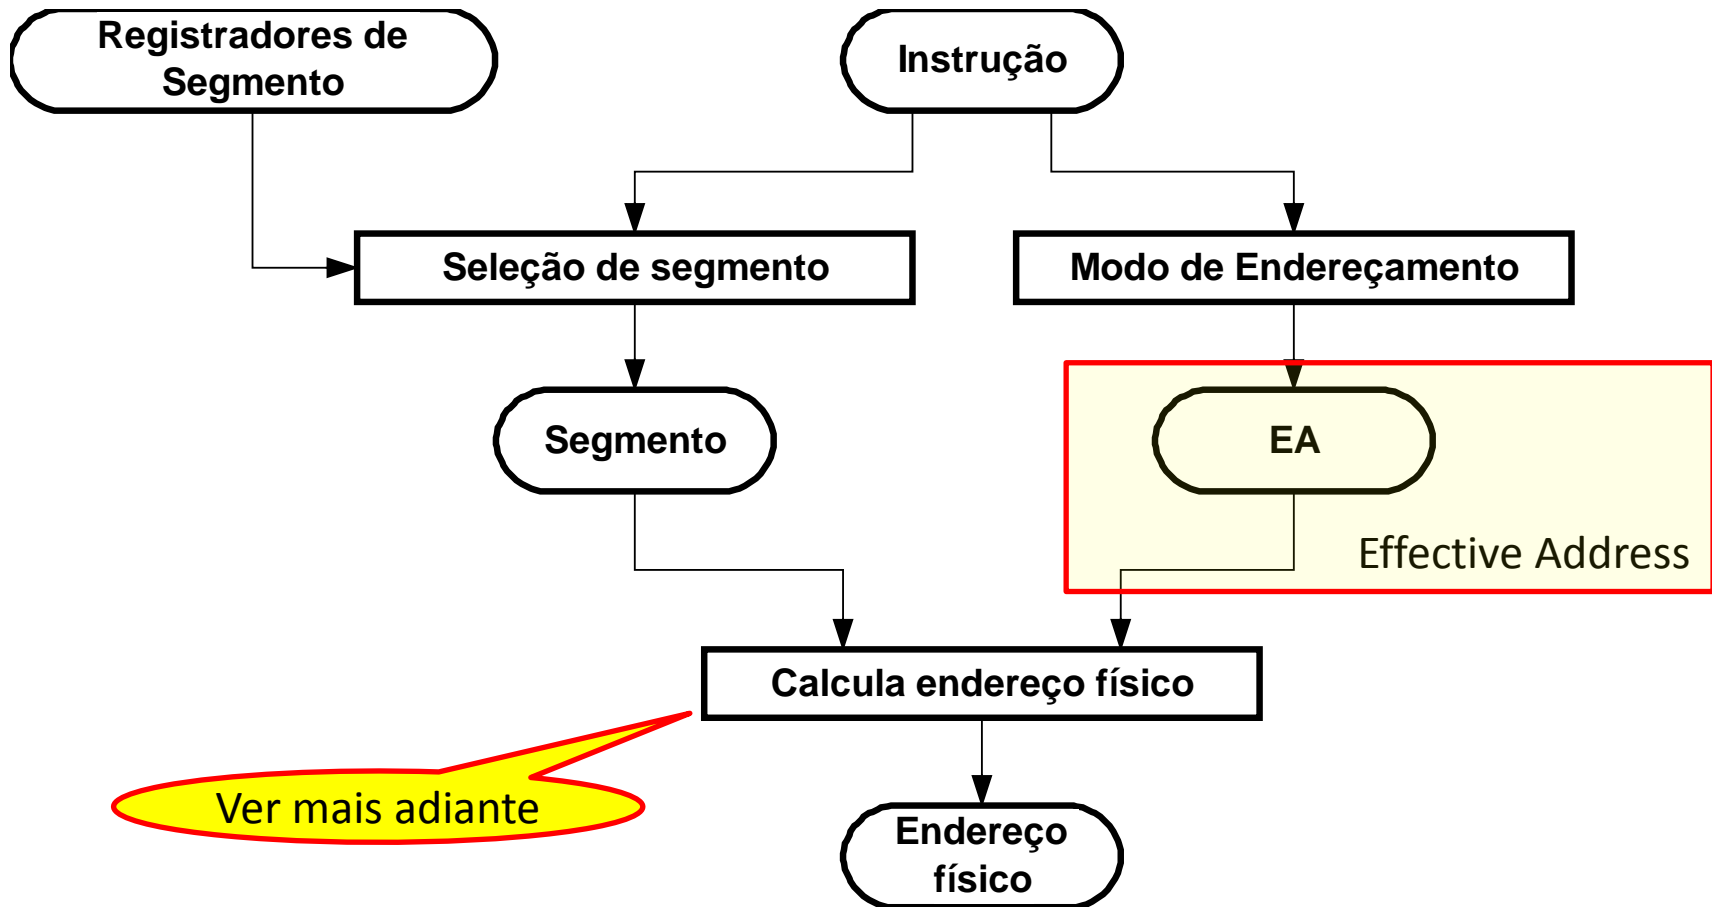 Registradores de
Segmento
Instrução
Seleção de segmento
Modo de Endereçamento
Segmento
EA
Effective Address
Calcula endereço físico
Ver mais adiante
Endereço
físico